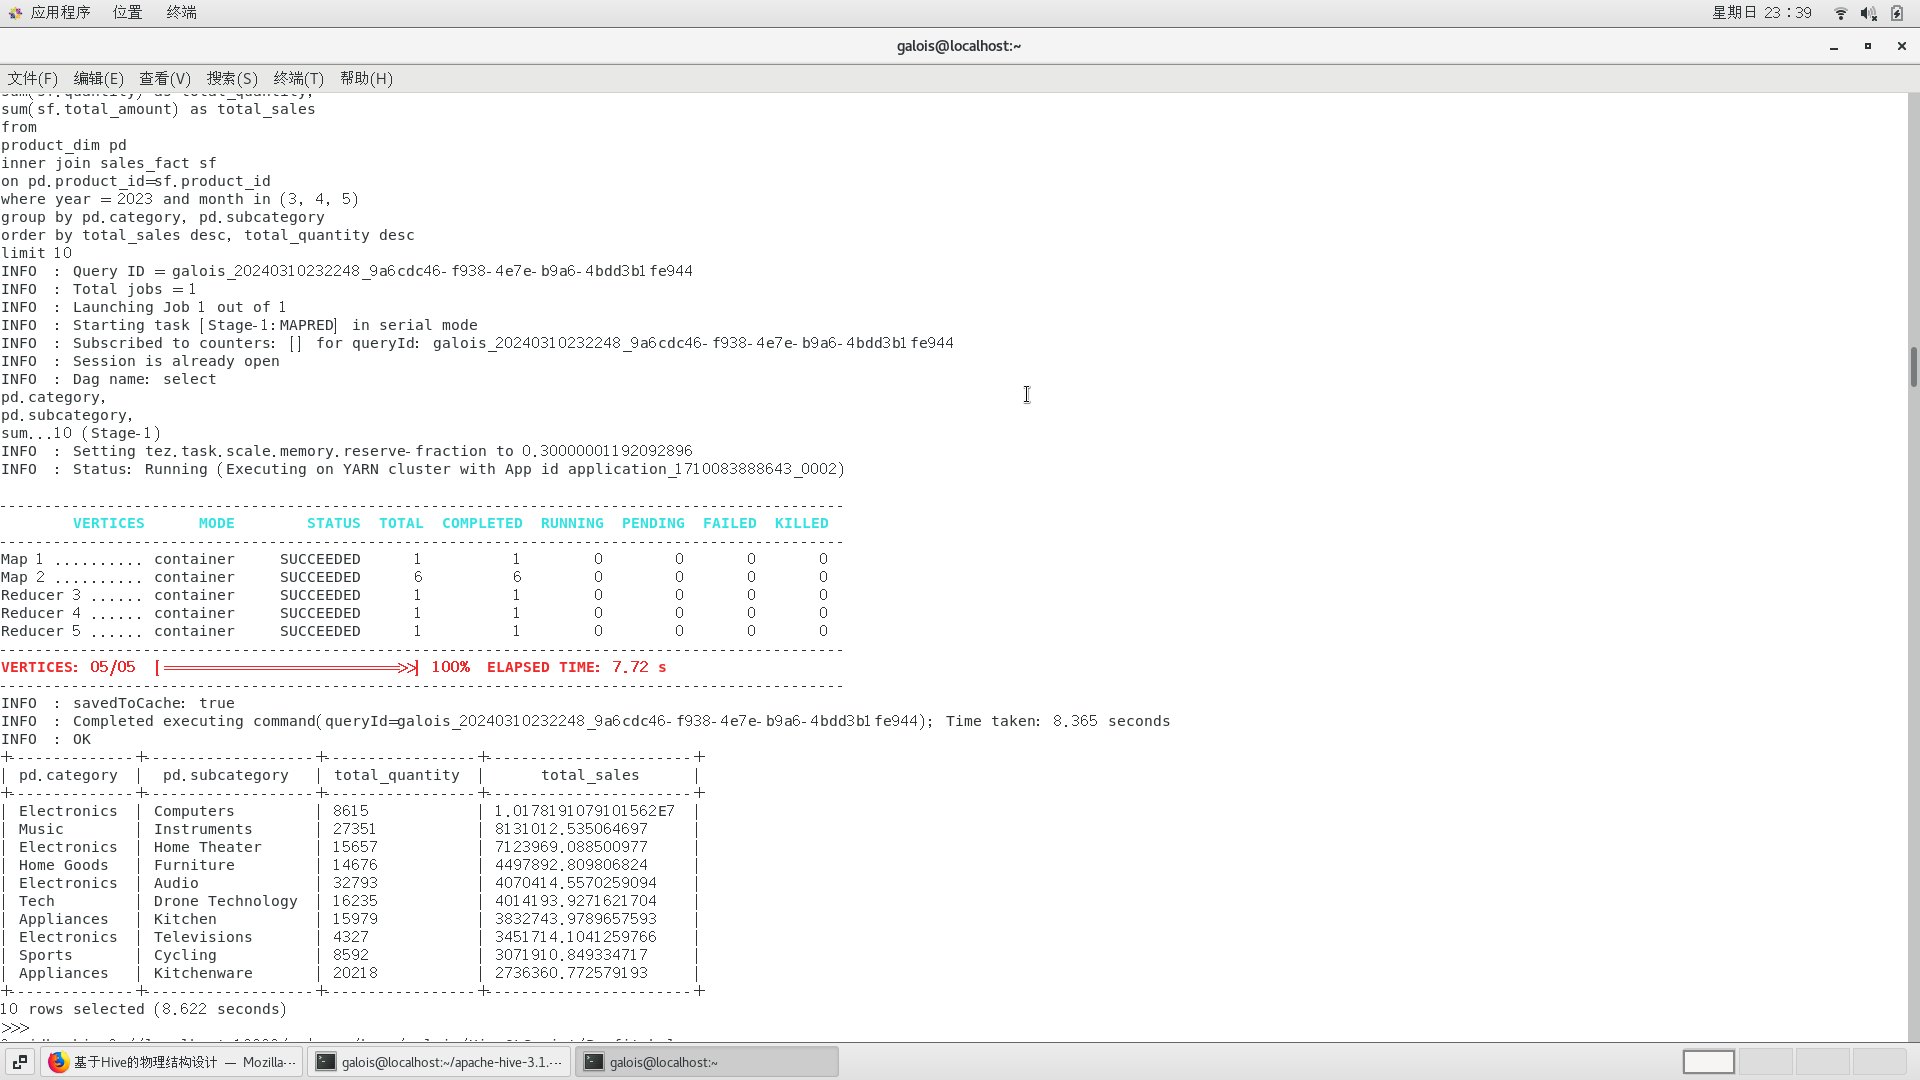 应用程序 位置 终端 星期日 23：39
galois@localhost:~
文件(F) 编辑(E) 查看(V) 搜索(S) 终端(T) 帮助(H)
sum(sf.quantity) as total_quantity,
sum(sf.total_amount) as total_sales
from
product_dim pd
inner join sales_fact sf
on pd.product_id=sf.product_id
where year = 2023 and month in (3, 4, 5)
group by pd.category, pd.subcategory
order by total_sales desc, total_quantity desc
limit 10
INFO  : Query ID = galois_20240310232248_9a6cdc46-f938-4e7e-b9a6-4bdd3b1fe944
INFO  : Total jobs = 1
INFO  : Launching Job 1 out of 1
INFO  : Starting task [Stage-1:MAPRED] in serial mode
INFO  : Subscribed to counters: [] for queryId: galois_20240310232248_9a6cdc46-f938-4e7e-b9a6-4bdd3b1fe944
INFO  : Session is already open
INFO  : Dag name: select
pd.category,
pd.subcategory,
sum...10 (Stage-1)
INFO  : Setting tez.task.scale.memory.reserve-fraction to 0.30000001192092896
INFO  : Status: Running (Executing on YARN cluster with App id application_1710083888643_0002)
----------------------------------------------------------------------------------------------
VERTICES MODE STATUS TOTAL COMPLETED RUNNING PENDING FAILED KILLED
----------------------------------------------------------------------------------------------
Map 1 .......... container SUCCEEDED 1 1 0 0 0 0
Map 2 .......... container SUCCEEDED 6 6 0 0 0 0
Reducer 3 ...... container SUCCEEDED 1 1 0 0 0 0
Reducer 4 ...... container SUCCEEDED 1 1 0 0 0 0
Reducer 5 ...... container SUCCEEDED 1 1 0 0 0 0
----------------------------------------------------------------------------------------------
VERTICES: 05/05  [==========================>>] 100%  ELAPSED TIME: 7.72 s
----------------------------------------------------------------------------------------------
INFO  : savedToCache: true
INFO  : Completed executing command(queryId=galois_20240310232248_9a6cdc46-f938-4e7e-b9a6-4bdd3b1fe944); Time taken: 8.365 seconds
INFO  : OK
+--------------+-------------------+-----------------+-----------------------+
| pd.category  |  pd.subcategory   | total_quantity  |      total_sales      |
+--------------+-------------------+-----------------+-----------------------+
| Electronics  | Computers         | 8615            | 1.0178191079101562E7  |
| Music        | Instruments       | 27351           | 8131012.535064697     |
| Electronics  | Home Theater      | 15657           | 7123969.088500977     |
| Home Goods   | Furniture         | 14676           | 4497892.809806824     |
| Electronics  | Audio             | 32793           | 4070414.5570259094    |
| Tech         | Drone Technology  | 16235           | 4014193.9271621704    |
| Appliances   | Kitchen           | 15979           | 3832743.9789657593    |
| Electronics  | Televisions       | 4327            | 3451714.1041259766    |
| Sports       | Cycling           | 8592            | 3071910.849334717     |
| Appliances   | Kitchenware       | 20218           | 2736360.772579193     |
+--------------+-------------------+-----------------+-----------------------+
10 rows selected (8.622 seconds)
>>>
基于Hive的物理结构设计 — Mozilla··· galois@localhost:~/apache-hive-3.1.··· galois@localhost:~